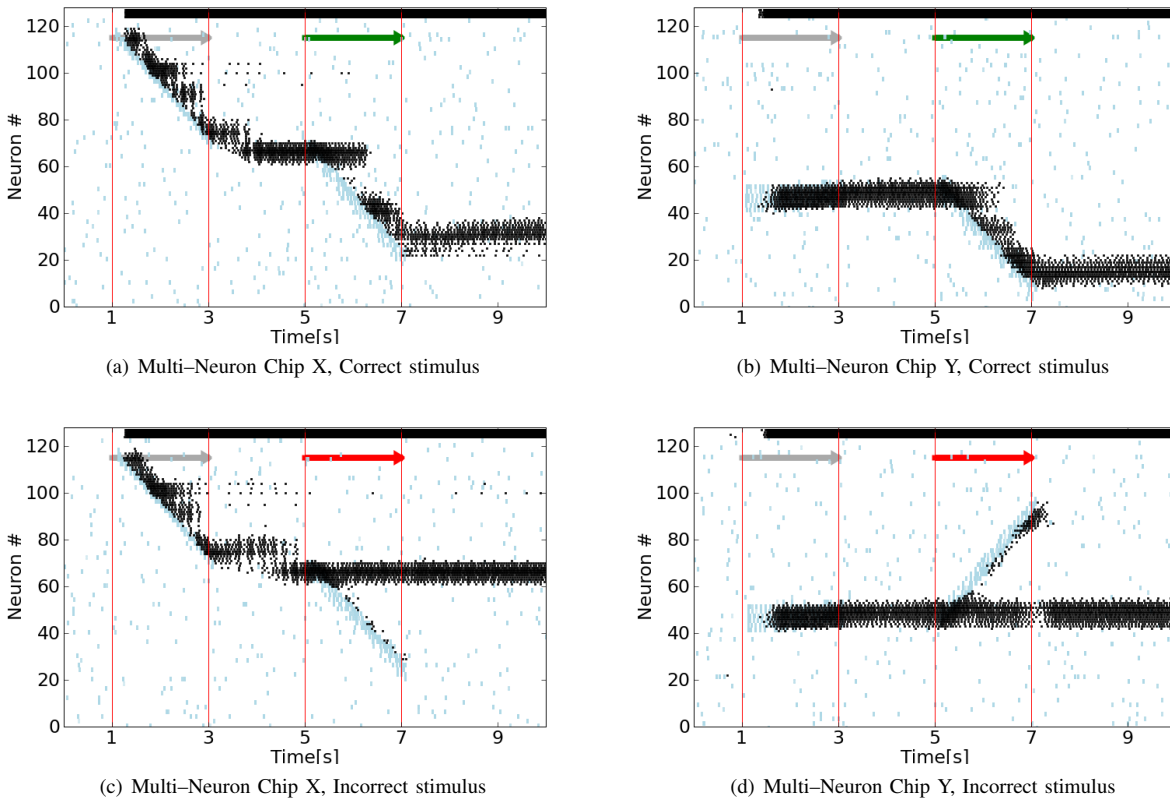 120
100
80
60
40
20
0
Neuron #
1 3 5 7 9
Time[s]
(a) Multi–Neuron Chip X, Correct stimulus
120
100
80
60
40
20
0
Neuron #
1 3 5 7 9
Time[s]
(b) Multi–Neuron Chip Y, Correct stimulus
120
100
80
60
40
20
0
Neuron #
1 3 5 7 9
Time[s]
(c) Multi–Neuron Chip X, Incorrect stimulus
120
100
80
60
40
20
0
Neuron #
1 3 5 7 9
Time[s]
(d) Multi–Neuron Chip Y, Incorrect stimulus